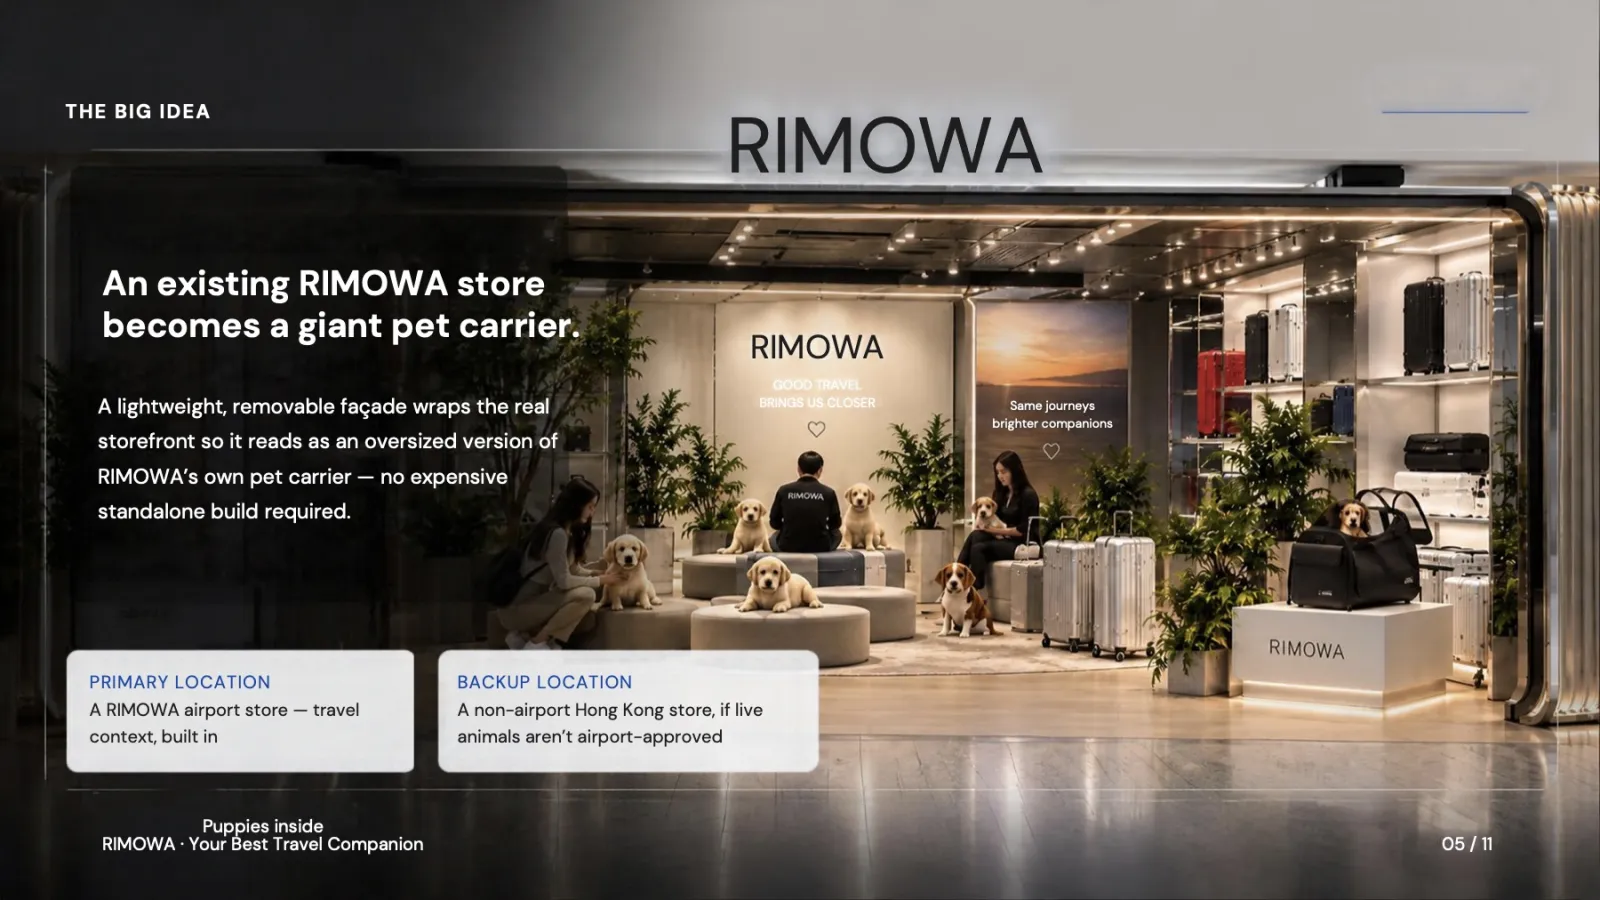 THE BIG IDEA
RIMOWA
An existing RIMOWA store
becomes a giant pet carrier.
A lightweight, removable façade wraps the real
storefront so it reads as an oversized version of
RIMOWA’s own pet carrier — no expensive
standalone build required.
RIMOWA
GOOD TRAVEL
BRINGS US CLOSER
Same journeys
brighter companions
RIMOWA
RIMOWA
PRIMARY LOCATION
A RIMOWA airport store — travel
context, built in
BACKUP LOCATION
A non-airport Hong Kong store, if live
animals aren’t airport-approved
Puppies inside
RIMOWA · Your Best Travel Companion
05 / 11